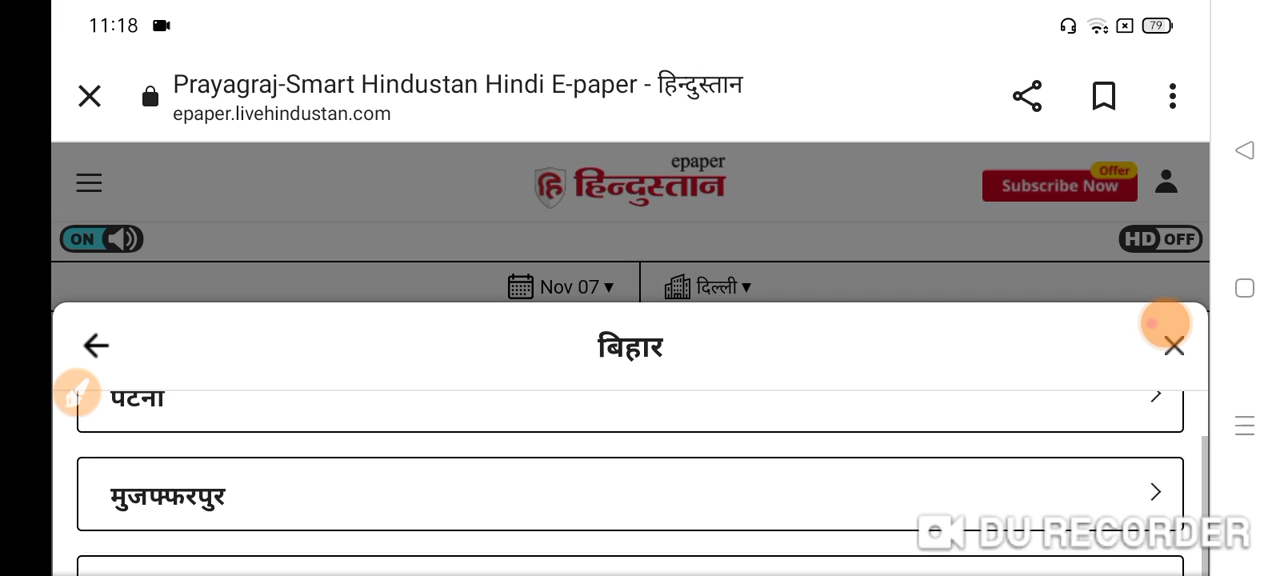 11:18
79
Prayagraj-Smart Hindustan Hindi E-paper - हिन्दुस्तान
epaper.livehindustan.com
epaper
हि हिन्दुस्तान
Offer
Subscribe Now
ON
HD OFF
Nov 07 ▾
दिल्ली ▾
बिहार
पटना
मुजफ्फरपुर
DU RECORDER